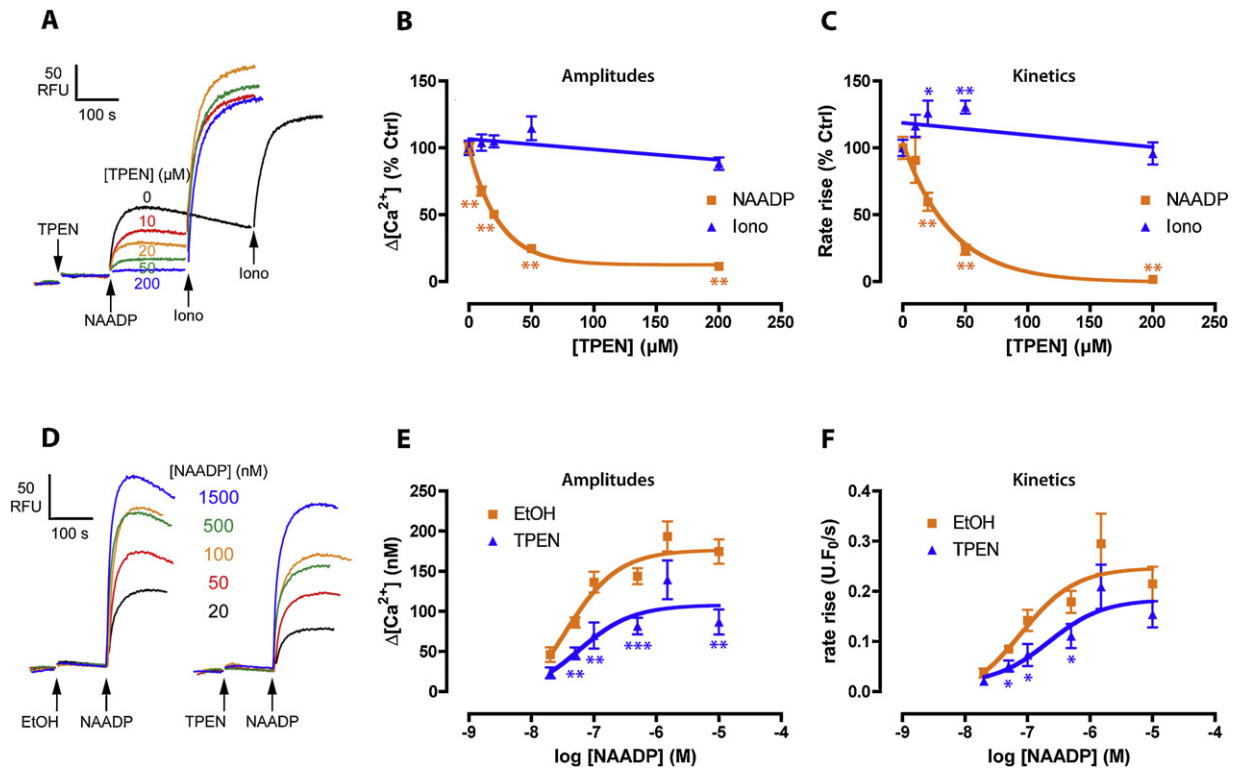 A
50
RFU
100 s
[TPEN] (µM)
0
10
20
50
200
TPEN
NAADP
Iono
Iono
B
Amplitudes
Δ[Ca²⁺] (% Ctrl)
150
100
50
0
NAADP
Iono
**
**
**
**
0 50 100 150 200 250
[TPEN] (µM)
C
Kinetics
Rate rise (% Ctrl)
150
100
50
0
* **
NAADP
Iono
**
**
**
0 50 100 150 200 250
[TPEN] (µM)
D
50
RFU
100 s
[NAADP] (nM)
1500
500
100
50
20
EtOH NAADP
TPEN NAADP
E
Amplitudes
Δ[Ca²⁺] (nM)
250
200
150
100
50
0
EtOH
TPEN
** ** *** **
-9 -8 -7 -6 -5 -4
log [NAADP] (M)
F
Kinetics
rate rise (U.F₀/s)
0.4
0.3
0.2
0.1
0.0
EtOH
TPEN
* * *
-9 -8 -7 -6 -5 -4
log [NAADP] (M)